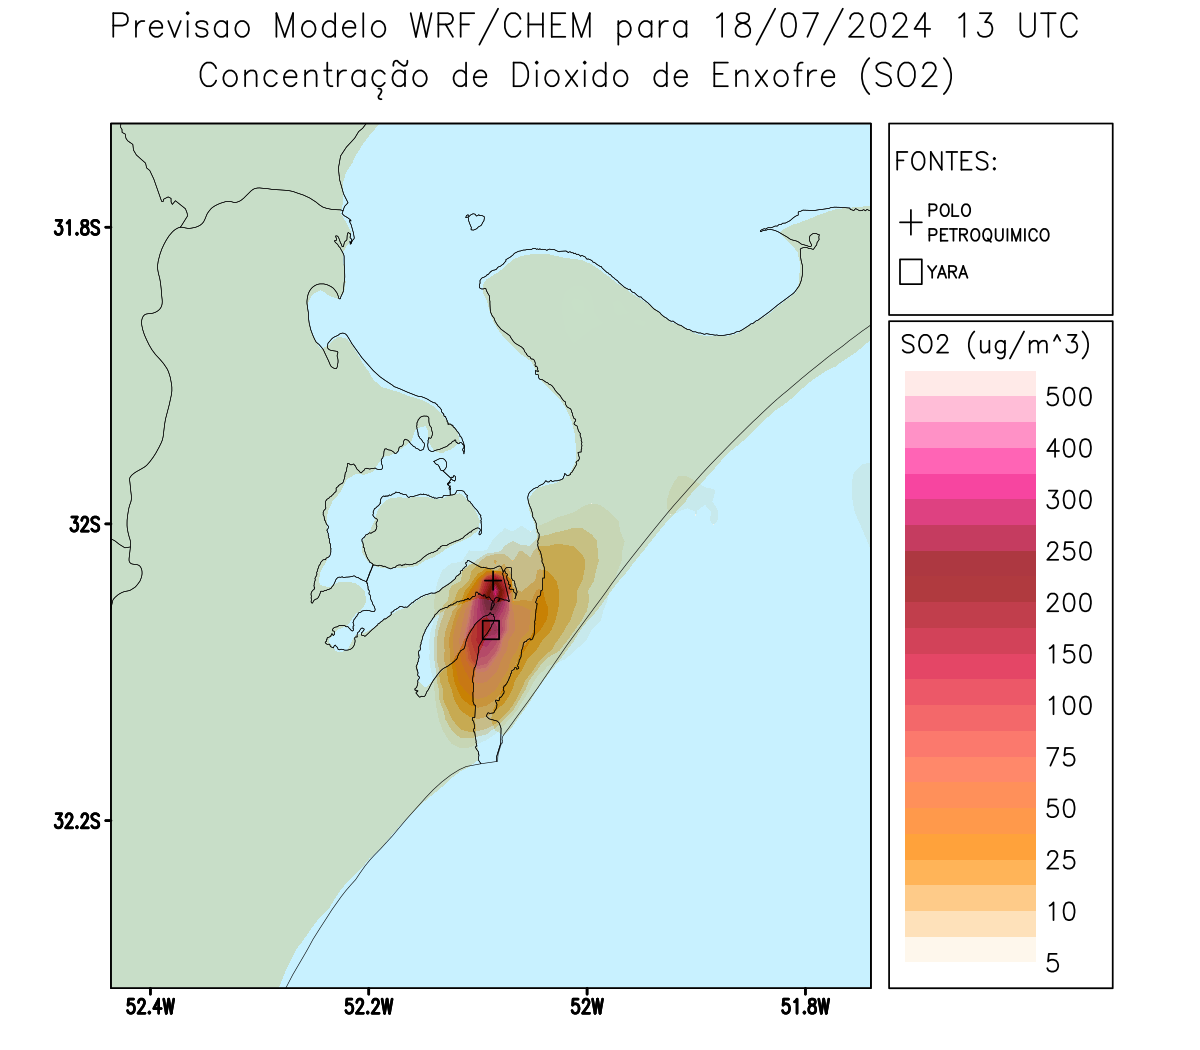 Previsao Modelo WRF/CHEM para 18/07/2024 13 UTC
Concentração de Dioxido de Enxofre (SO2)
FONTES:
POLO
PETROQUIMICO
YARA
31.8S
32S
32.2S
52.4W
52.2W
52W
51.8W
SO2 (ug/m^3)
500
400
300
250
200
150
100
75
50
25
10
5